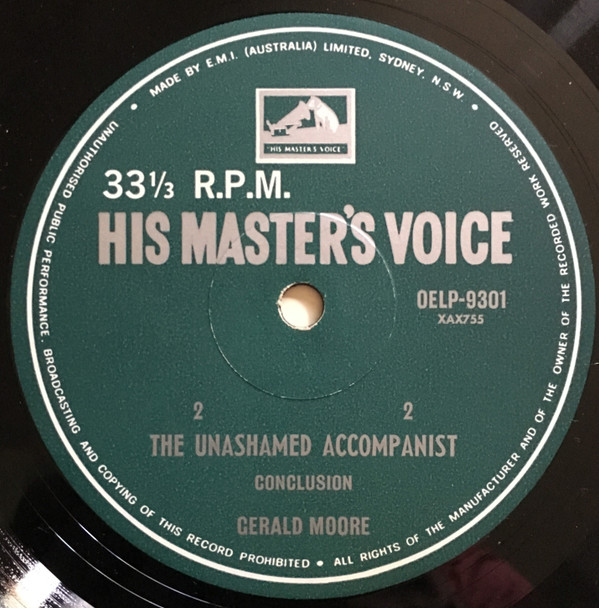 MADE BY E.M.I. (AUSTRALIA) LIMITED, SYDNEY, N.S.W. •
"HIS MASTER'S VOICE"
33⅓ R.P.M.
HIS MASTER'S VOICE
OELP-9301
XAX755
2 2
THE UNASHAMED ACCOMPANIST
CONCLUSION
GERALD MOORE
• UNAUTHORISED PUBLIC PERFORMANCE. BROADCASTING AND COPYING OF THIS RECORD PROHIBITED • ALL RIGHTS OF THE MANUFACTURER AND OF THE OWNER OF THE RECORDED WORK RESERVED